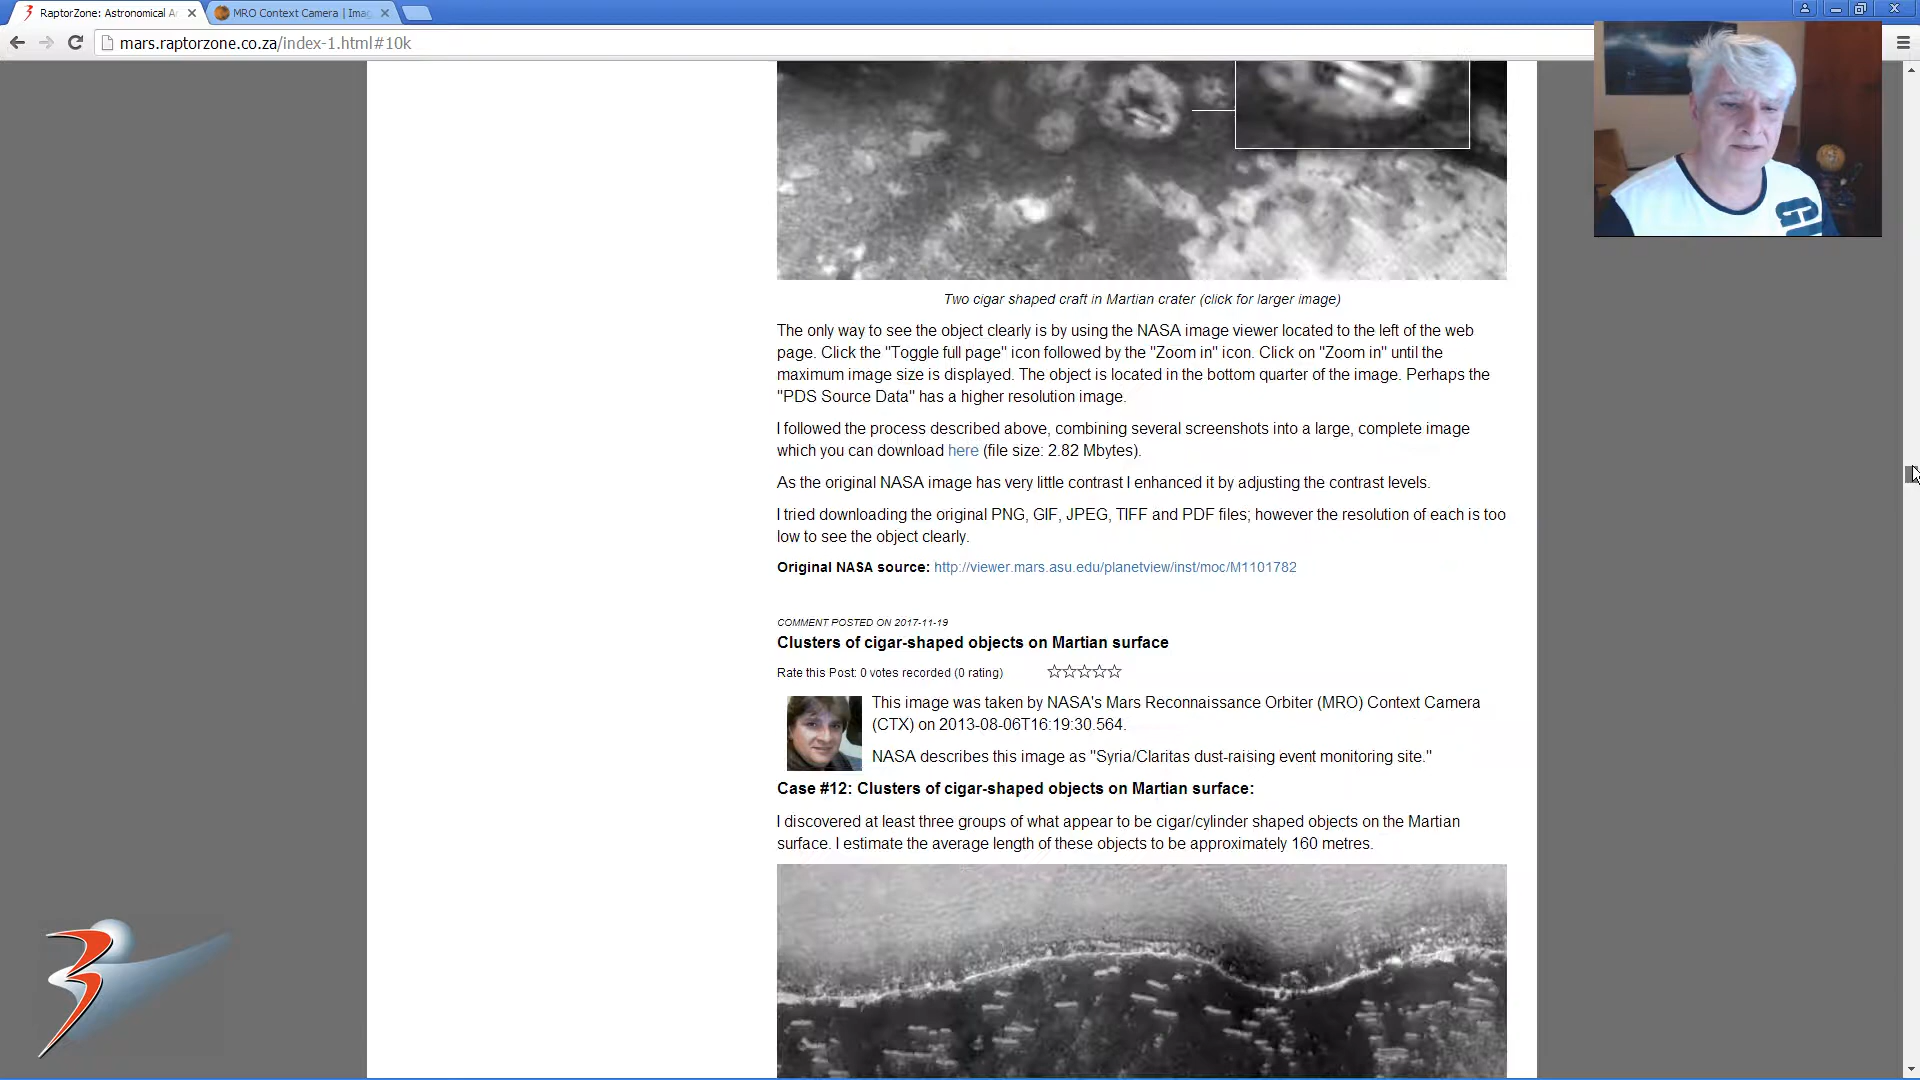 RaptorZone: Astronomical A
MRO Context Camera | Imag
mars.raptorzone.co.za/index-1.html#10k
Two cigar shaped craft in Martian crater (click for larger image)
The only way to see the object clearly is by using the NASA image viewer located to the left of the web
page. Click the "Toggle full page" icon followed by the "Zoom in" icon. Click on "Zoom in" until the
maximum image size is displayed. The object is located in the bottom quarter of the image. Perhaps the
"PDS Source Data" has a higher resolution image.
I followed the process described above, combining several screenshots into a large, complete image
which you can download here (file size: 2.82 Mbytes).
As the original NASA image has very little contrast I enhanced it by adjusting the contrast levels.
I tried downloading the original PNG, GIF, JPEG, TIFF and PDF files; however the resolution of each is too
low to see the object clearly.
Original NASA source: http://viewer.mars.asu.edu/planetview/inst/moc/M1101782
COMMENT POSTED ON 2017-11-19
Clusters of cigar-shaped objects on Martian surface
Rate this Post: 0 votes recorded (0 rating)
This image was taken by NASA's Mars Reconnaissance Orbiter (MRO) Context Camera
(CTX) on 2013-08-06T16:19:30.564.
NASA describes this image as "Syria/Claritas dust-raising event monitoring site."
Case #12: Clusters of cigar-shaped objects on Martian surface:
I discovered at least three groups of what appear to be cigar/cylinder shaped objects on the Martian
surface. I estimate the average length of these objects to be approximately 160 metres.